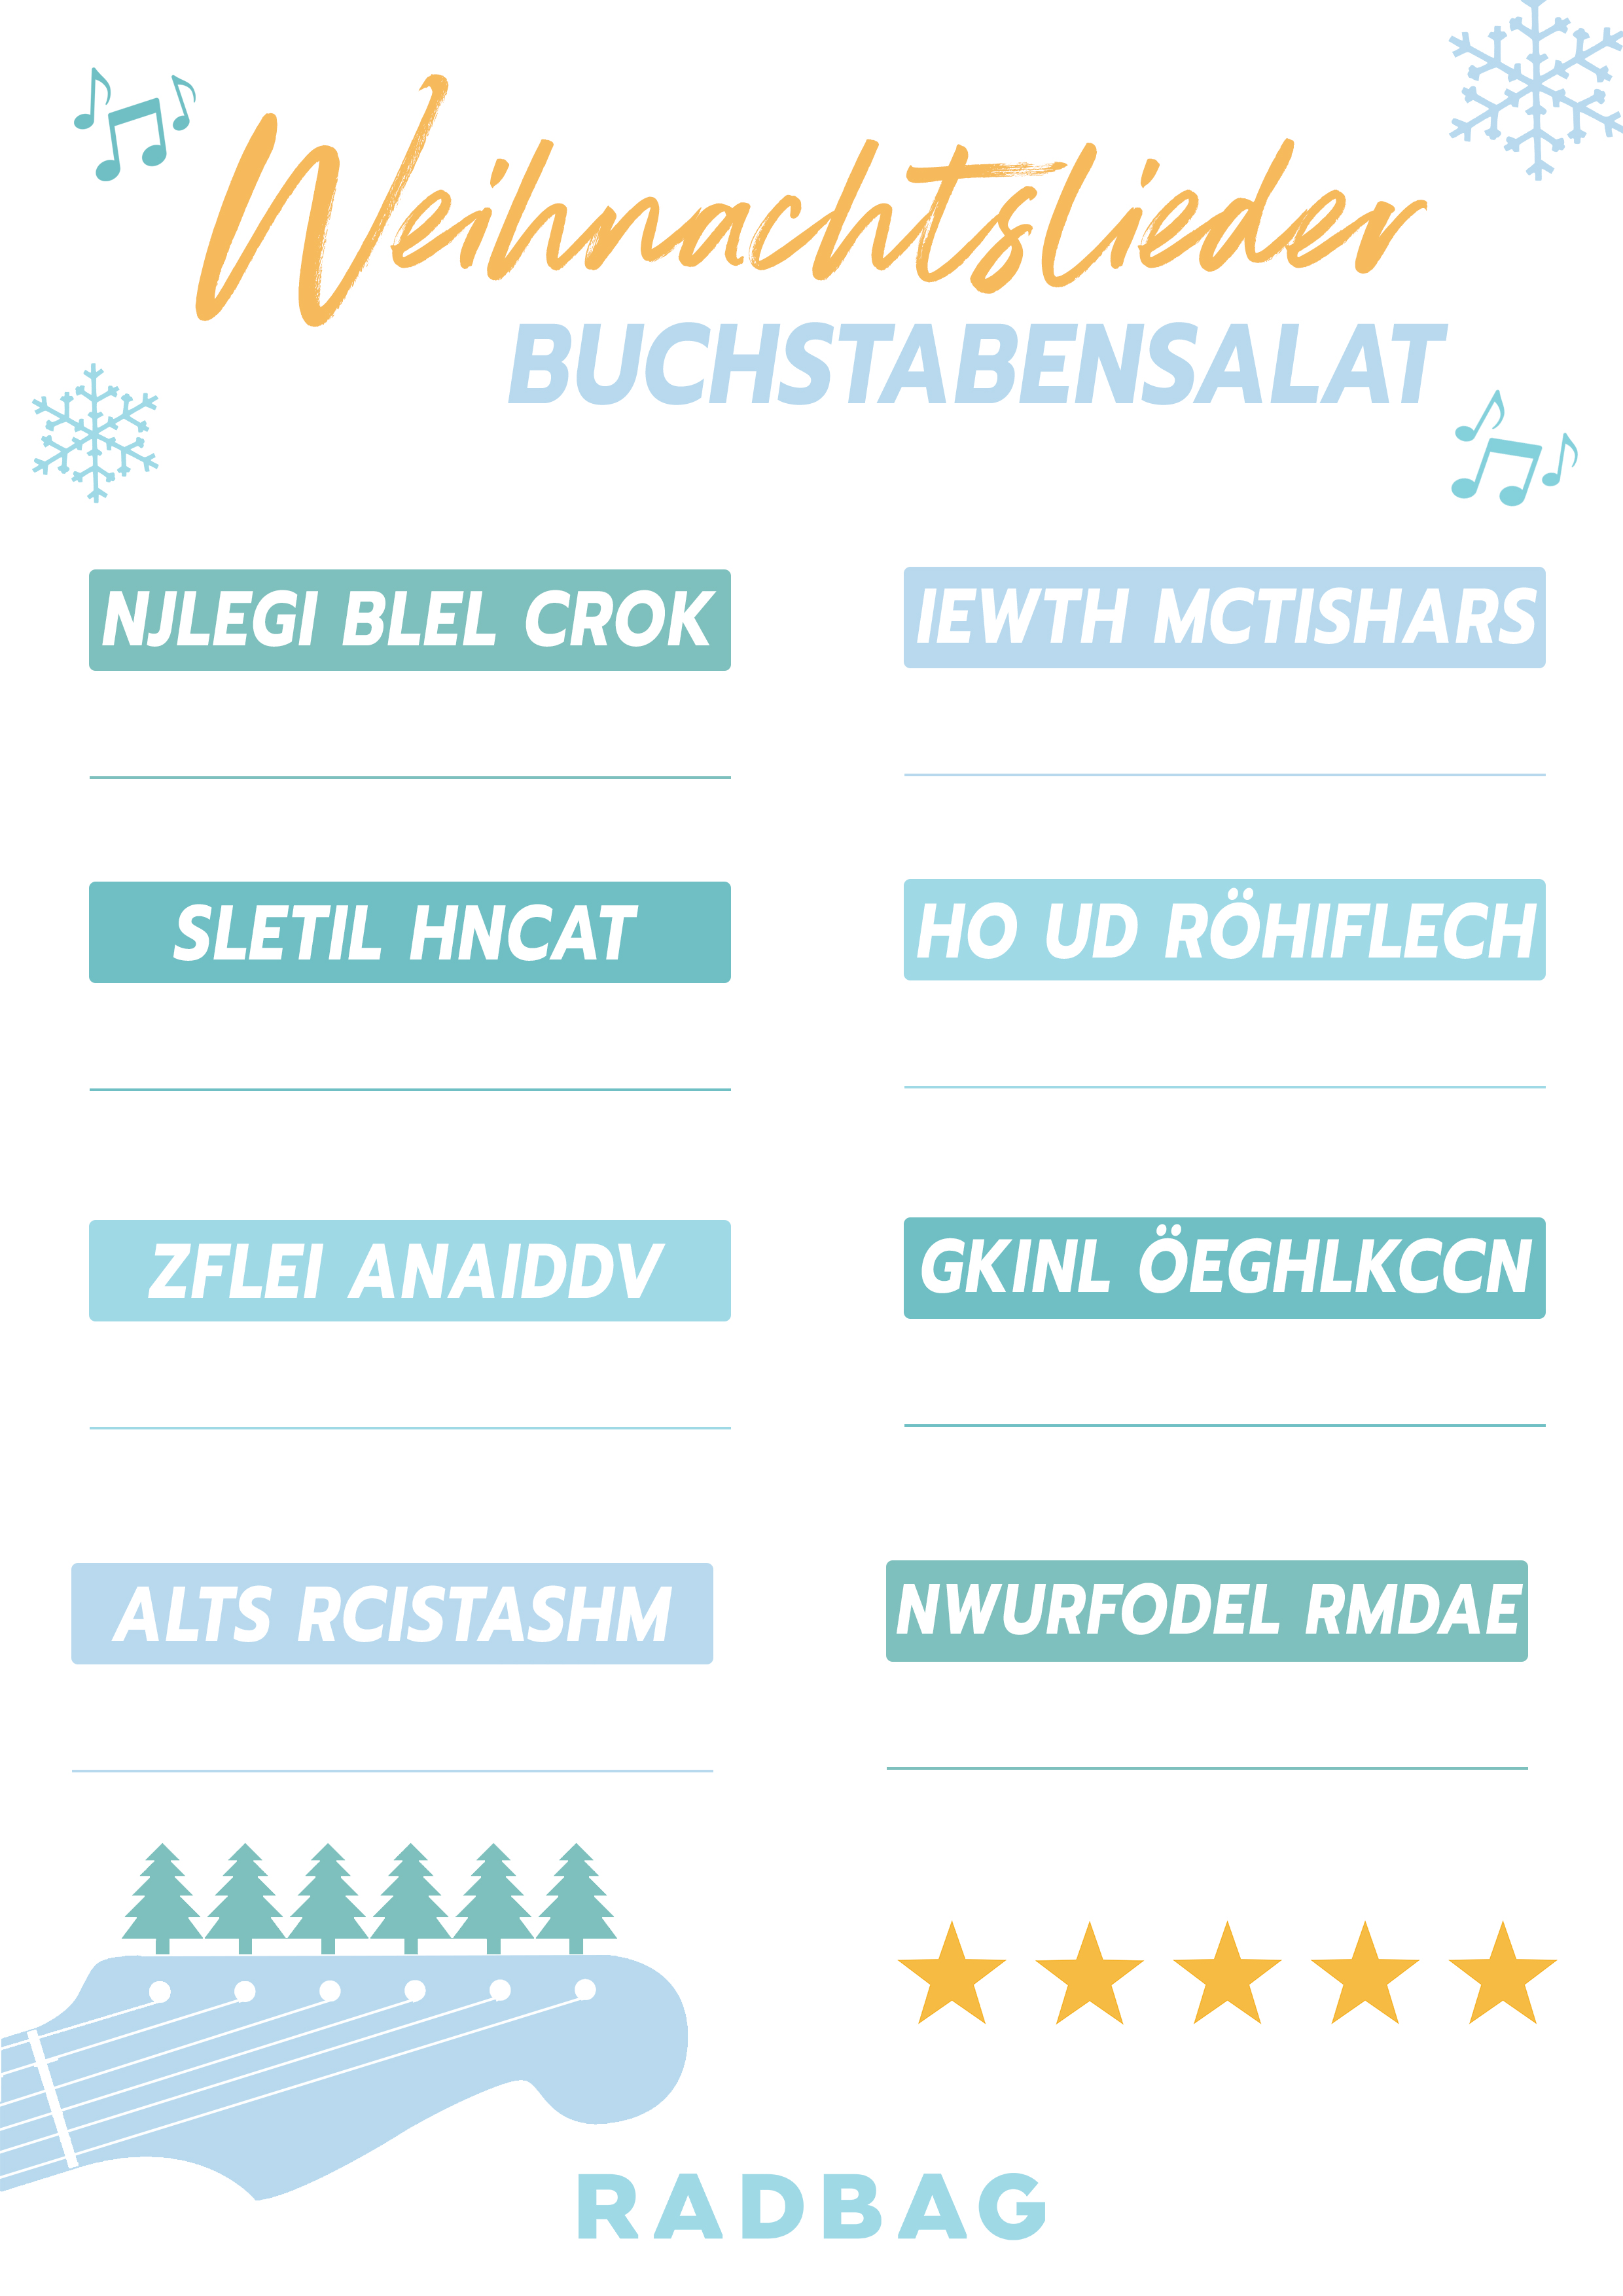 Weihnachtslieder
BUCHSTABENSALAT
NJLEGI BLEL CROK
IEWTH MCTISHARS
SLETIL HNCAT
HO UD RÖHIFLECH
ZFLEI ANAIDDV
GKINL ÖEGHLKCCN
ALTS RCISTASHM
NWURFODEL RMDAE
RADBAG